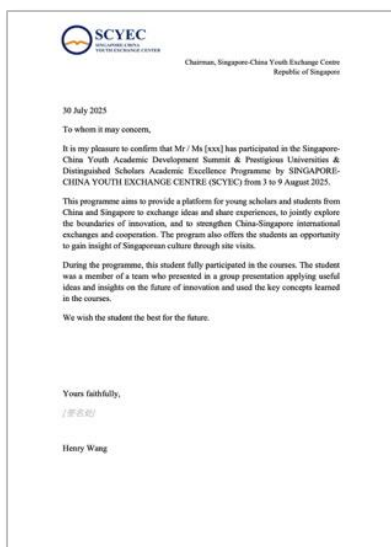 SCYEC
SINGAPORE-CHINA
YOUTH EXCHANGE CENTER
Chairman, Singapore-China Youth Exchange Centre
Republic of Singapore
30 July 2025
To whom it may concern,
It is my pleasure to confirm that Mr / Ms [xxx] has participated in the Singapore-
China Youth Academic Development Summit & Prestigious Universities &
Distinguished Scholars Academic Excellence Programme by SINGAPORE-
CHINA YOUTH EXCHANGE CENTRE (SCYEC) from 3 to 9 August 2025.
This programme aims to provide a platform for young scholars and students from
China and Singapore to exchange ideas and share experiences, to jointly explore
the boundaries of innovation, and to strengthen China-Singapore international
exchanges and cooperation. The program also offers the students an opportunity
to gain insight of Singaporean culture through site visits.
During the programme, this student fully participated in the courses. The student
was a member of a team who presented in a group presentation applying useful
ideas and insights on the future of innovation and used the key concepts learned
in the courses.
We wish the student the best for the future.
Yours faithfully,
[签名处]
Henry Wang